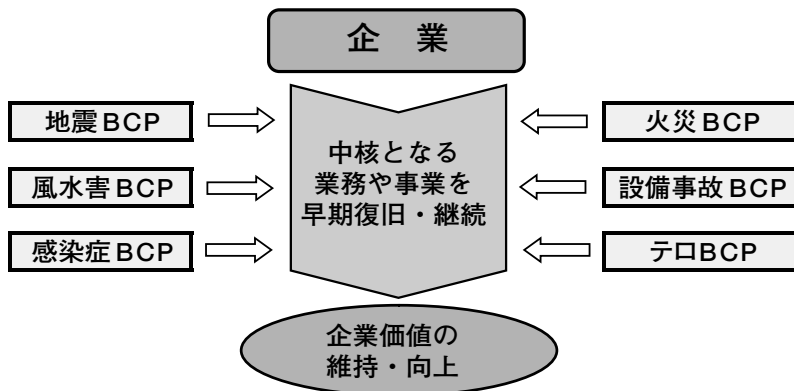 企　業
地震BCP
風水害BCP
感染症BCP
中核となる
業務や事業を
早期復旧・継続
火災BCP
設備事故BCP
テロBCP
企業価値の
維持・向上